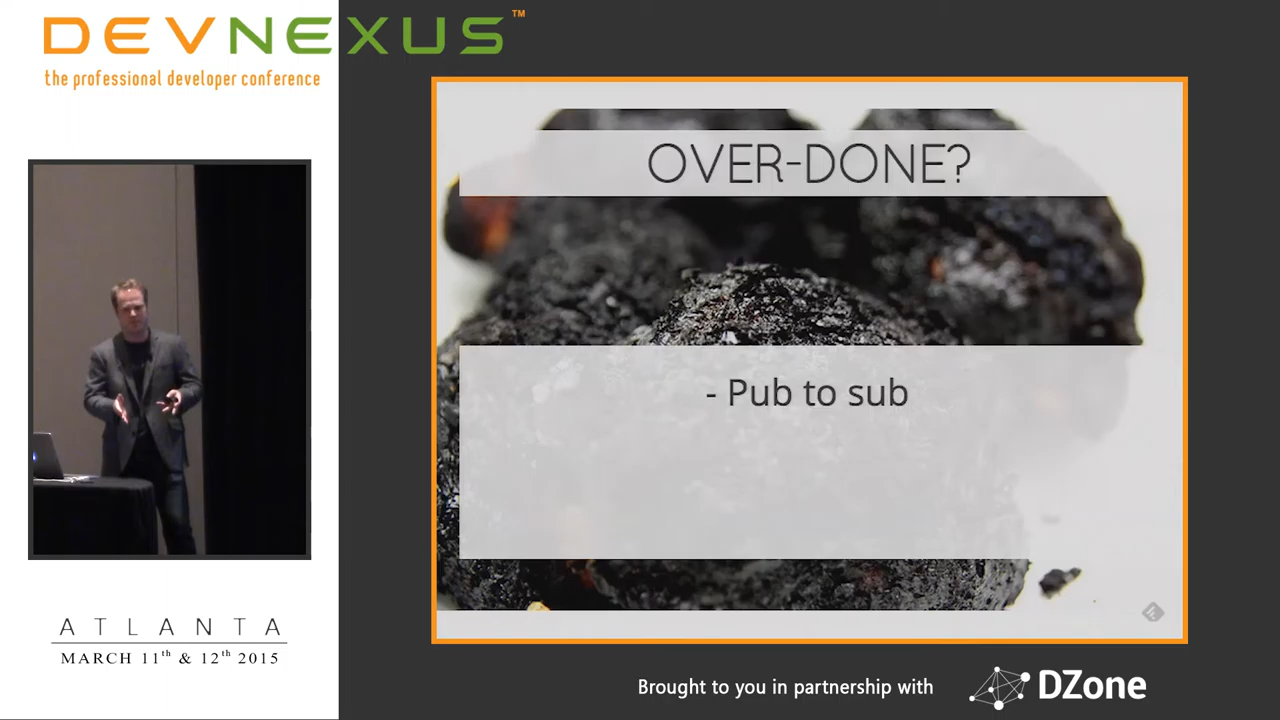 DEVNEXUS™
the professional developer conference
OVER-DONE?
- Pub to sub
ATLANTA
MARCH 11th & 12th 2015
Brought to you in partnership with DZone